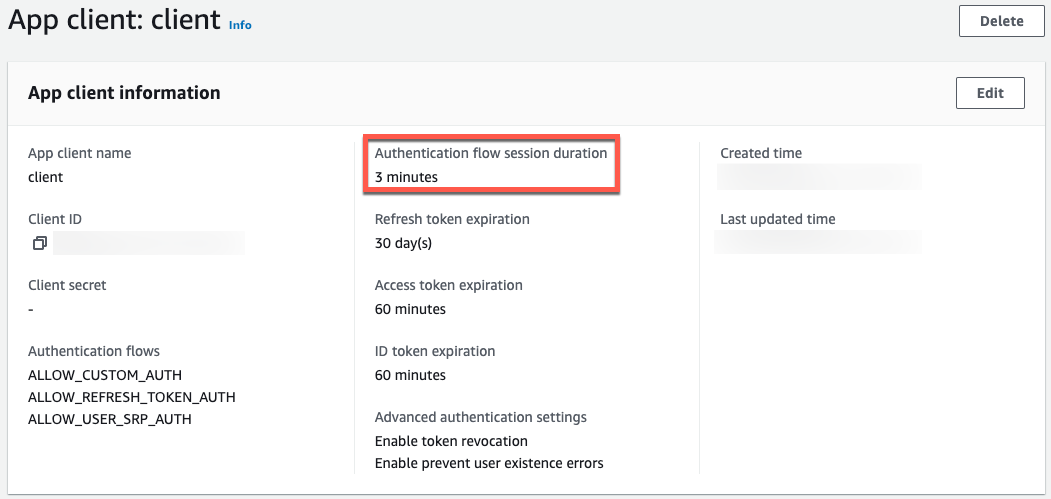 App client: client Info
Delete
App client information
Edit
App client name
client
Client ID
Client secret
-
Authentication flows
ALLOW_CUSTOM_AUTH
ALLOW_REFRESH_TOKEN_AUTH
ALLOW_USER_SRP_AUTH
Authentication flow session duration
3 minutes
Refresh token expiration
30 day(s)
Access token expiration
60 minutes
ID token expiration
60 minutes
Advanced authentication settings
Enable token revocation
Enable prevent user existence errors
Created time
Last updated time